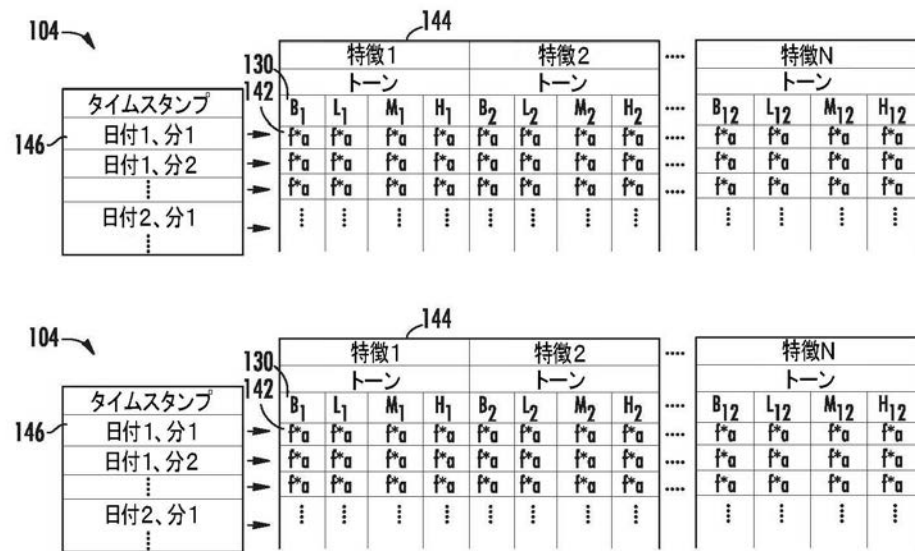 104
144
特徴1 特徴2 ···· 特徴N
130
トーン トーン トーン
142
タイムスタンプ B1 L1 M1 H1 B2 L2 M2 H2 ···· B12 L12 M12 H12
146
日付1、分1 f*a f*a f*a f*a f*a f*a f*a f*a ···· f*a f*a f*a f*a
日付1、分2 f*a f*a f*a f*a f*a f*a f*a f*a ···· f*a f*a f*a f*a
f*a f*a f*a f*a f*a f*a f*a f*a ···· f*a f*a f*a f*a
日付2、分1
104
144
特徴1 特徴2 ···· 特徴N
130
トーン トーン トーン
142
タイムスタンプ B1 L1 M1 H1 B2 L2 M2 H2 ···· B12 L12 M12 H12
146
日付1、分1 f*a f*a f*a f*a f*a f*a f*a f*a ···· f*a f*a f*a f*a
日付1、分2 f*a f*a f*a f*a f*a f*a f*a f*a ···· f*a f*a f*a f*a
f*a f*a f*a f*a f*a f*a f*a f*a ···· f*a f*a f*a f*a
日付2、分1